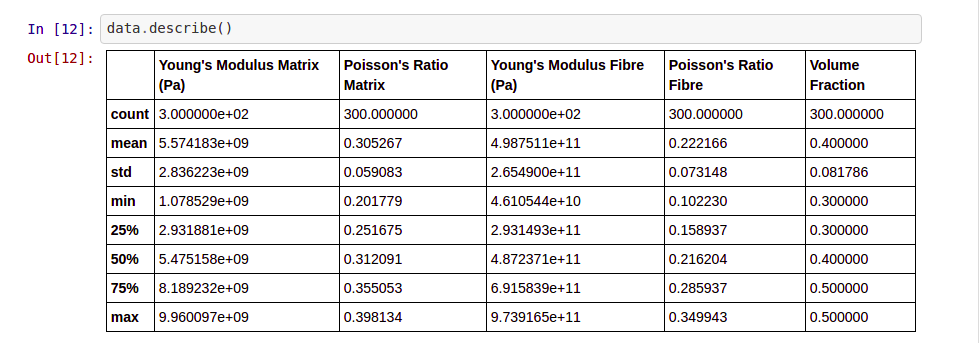 In [12]: data.describe()
Out[12]:
Young's Modulus Matrix (Pa) Poisson's Ratio Matrix Young's Modulus Fibre (Pa) Poisson's Ratio Fibre Volume Fraction
count 3.000000e+02 300.000000 3.000000e+02 300.000000 300.000000
mean 5.574183e+09 0.305267 4.987511e+11 0.222166 0.400000
std 2.836223e+09 0.059083 2.654900e+11 0.073148 0.081786
min 1.078529e+09 0.201779 4.610544e+10 0.102230 0.300000
25% 2.931881e+09 0.251675 2.931493e+11 0.158937 0.300000
50% 5.475158e+09 0.312091 4.872371e+11 0.216204 0.400000
75% 8.189232e+09 0.355053 6.915839e+11 0.285937 0.500000
max 9.960097e+09 0.398134 9.739165e+11 0.349943 0.500000